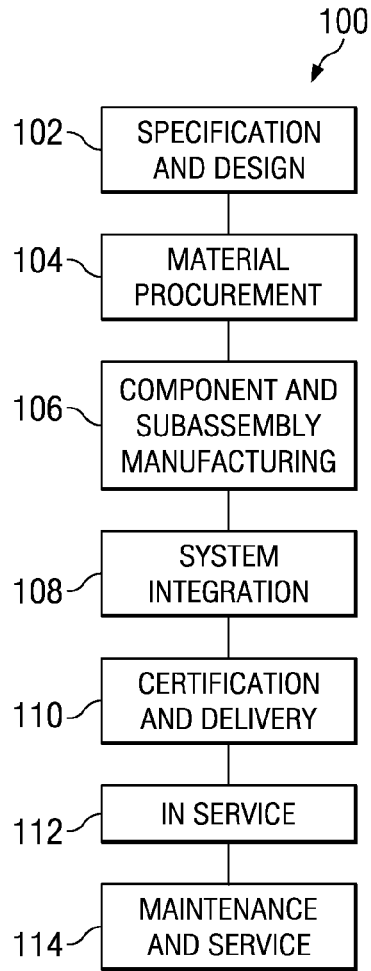 100
102
SPECIFICATION
AND DESIGN
104
MATERIAL
PROCUREMENT
106
COMPONENT AND
SUBASSEMBLY
MANUFACTURING
108
SYSTEM
INTEGRATION
110
CERTIFICATION
AND DELIVERY
112
IN SERVICE
114
MAINTENANCE
AND SERVICE